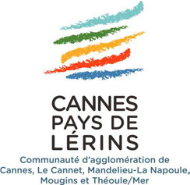 CANNES
PAYS DE
LÉRINS
Communauté d'agglomération de
Cannes, Le Cannet, Mandelieu-La Napoule,
Mougins et Théoule/Mer